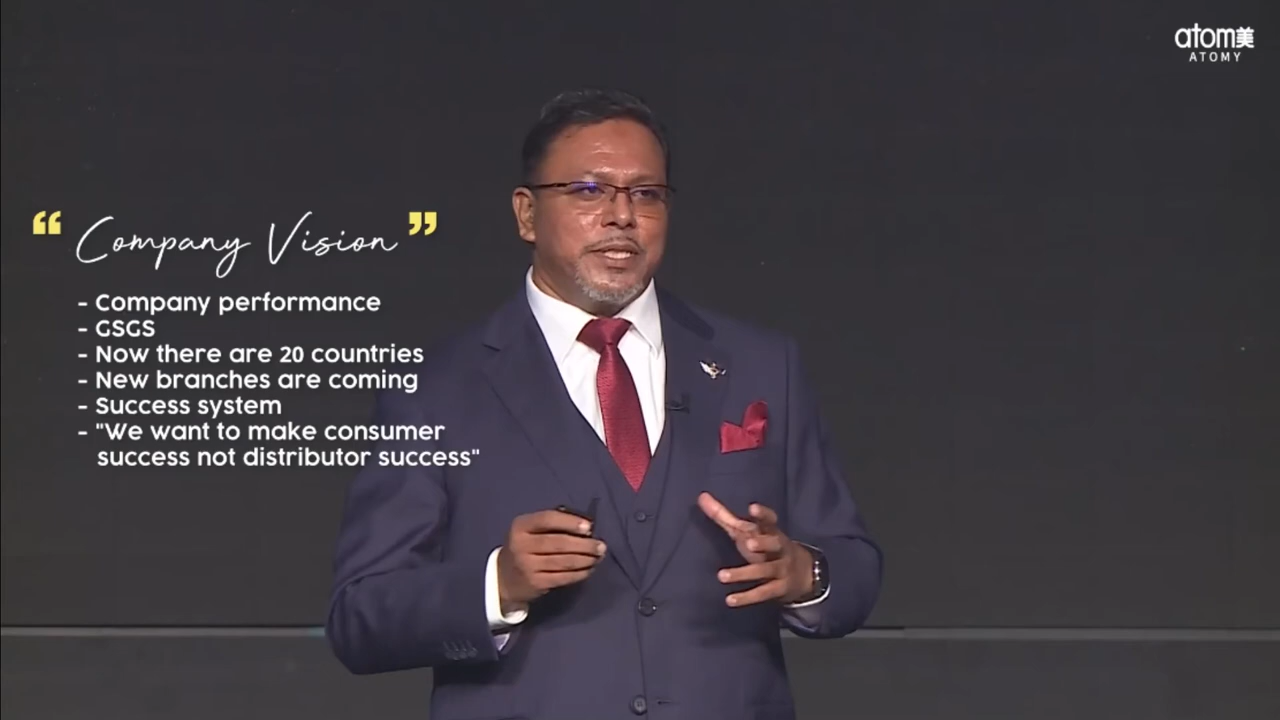 atom美
ATOMY
“ Company Vision ”
- Company performance
- GSGS
- Now there are 20 countries
- New branches are coming
- Success system
- "We want to make consumer
success not distributor success"